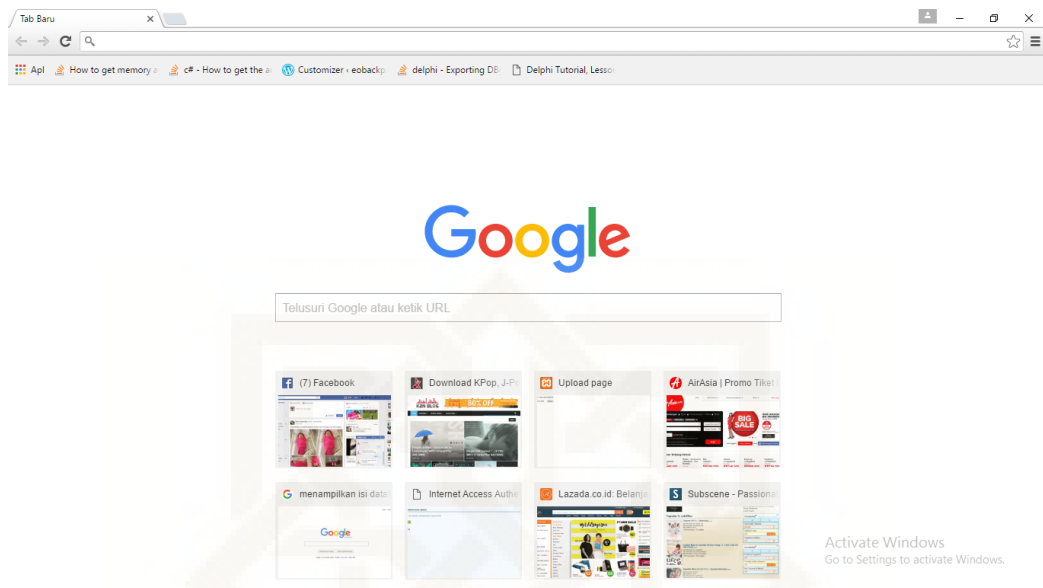 Tab Baru
Apl How to get memory a c# - How to get the a Customizer ‹ eobackp delphi - Exporting DB Delphi Tutorial, Lesso
Google
Telusuri Google atau ketik URL
(7) Facebook Download KPop, J-Po Upload page AirAsia | Promo Tiket
80% OFF
BIG SALE
menampilkan isi data Internet Access Authe Lazada.co.id: Belanja Subscene - Passiona
Google
Activate Windows
Go to Settings to activate Windows.